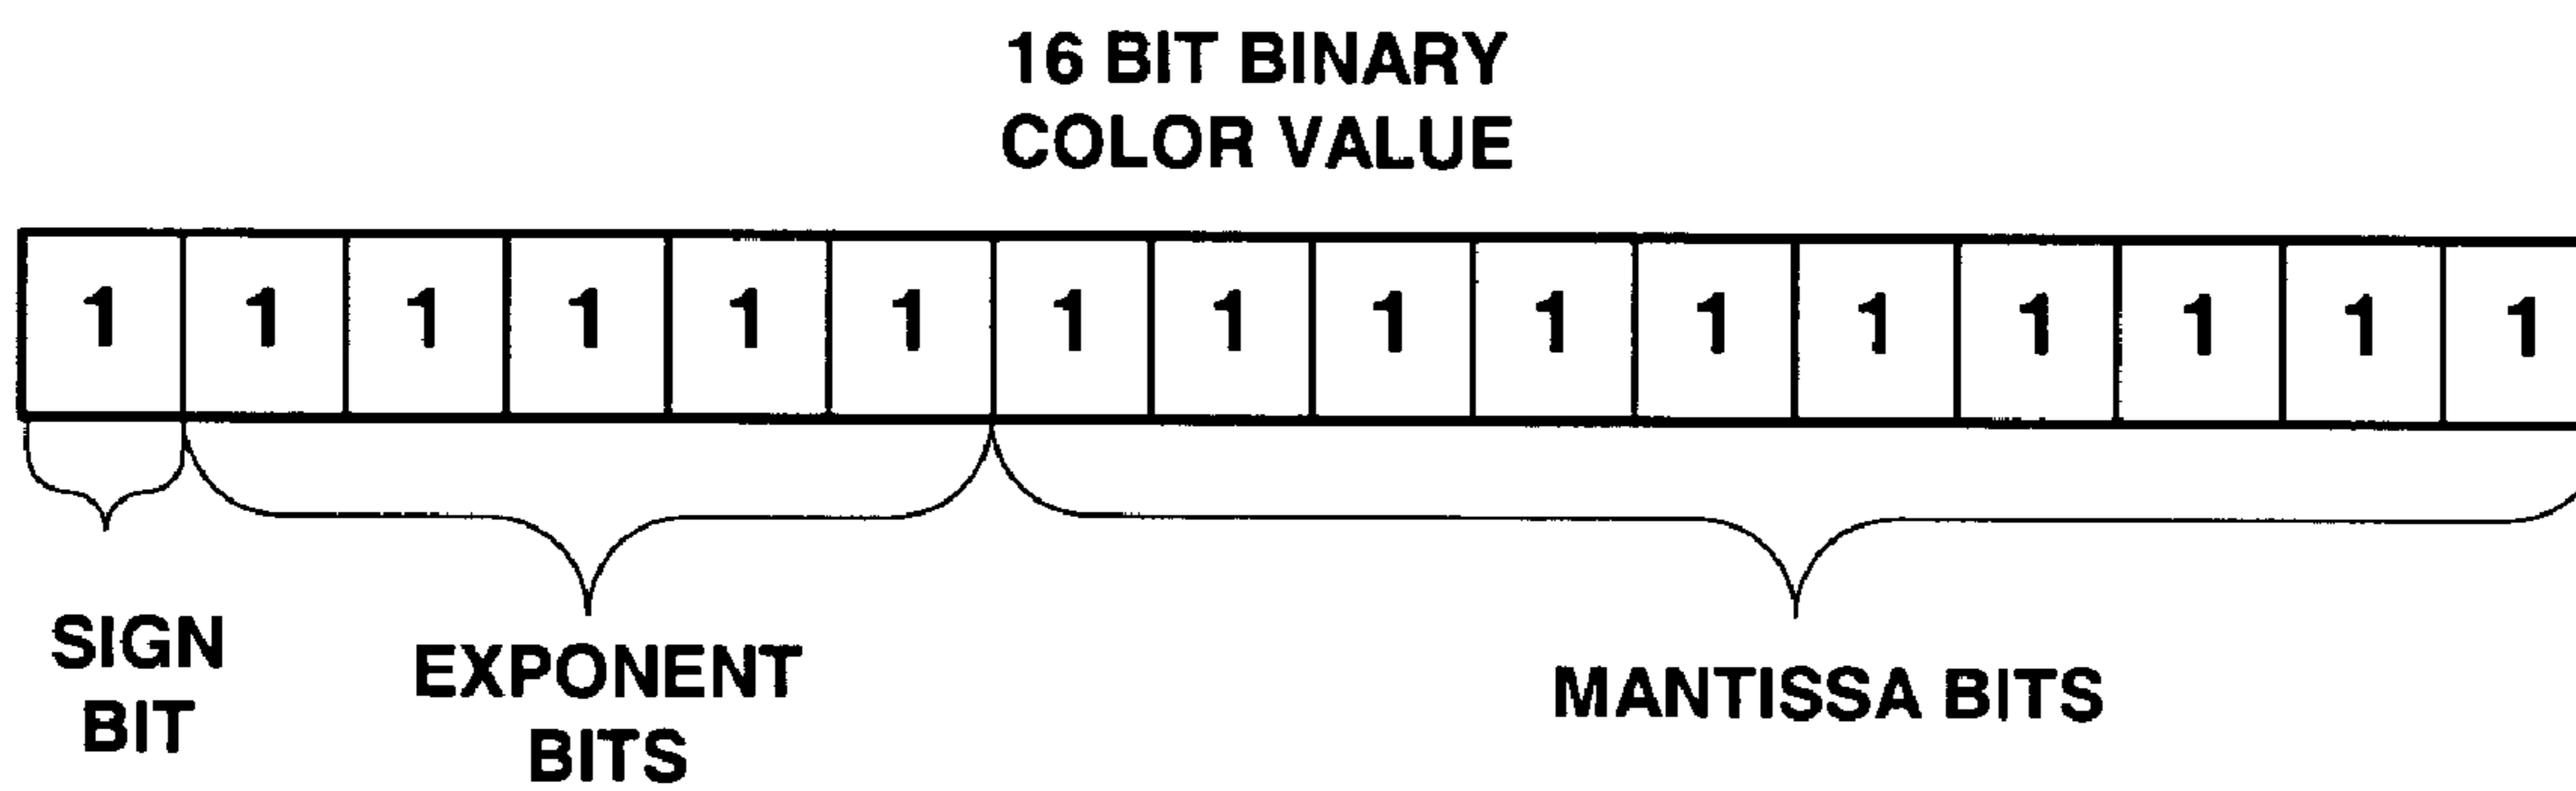 16 BIT BINARY
COLOR VALUE
1 1 1 1 1 1 1 1 1 1 1 1 1 1 1 1
SIGN
BIT
EXPONENT
BITS
MANTISSA BITS